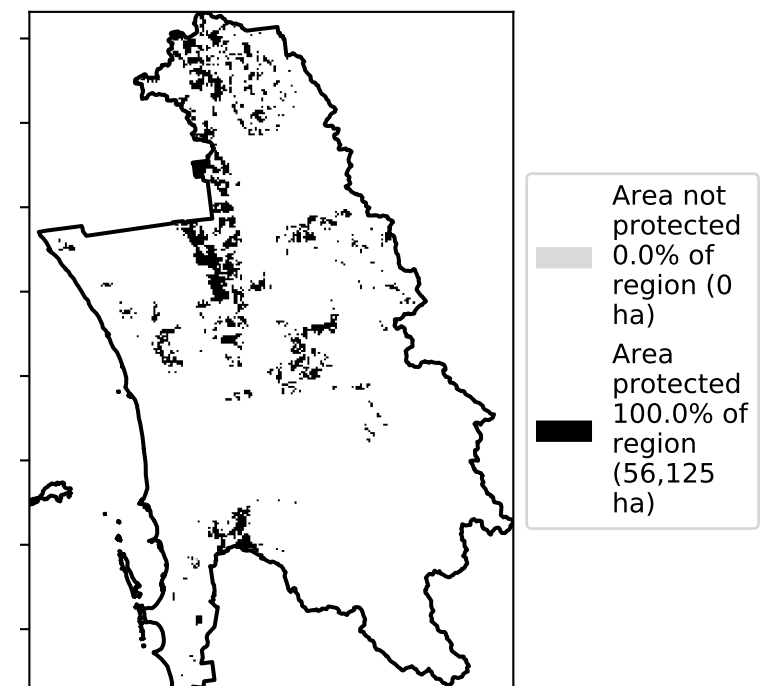 Area not
protected
0.0% of
region (0
ha)
Area
protected
100.0% of
region
(56,125
ha)